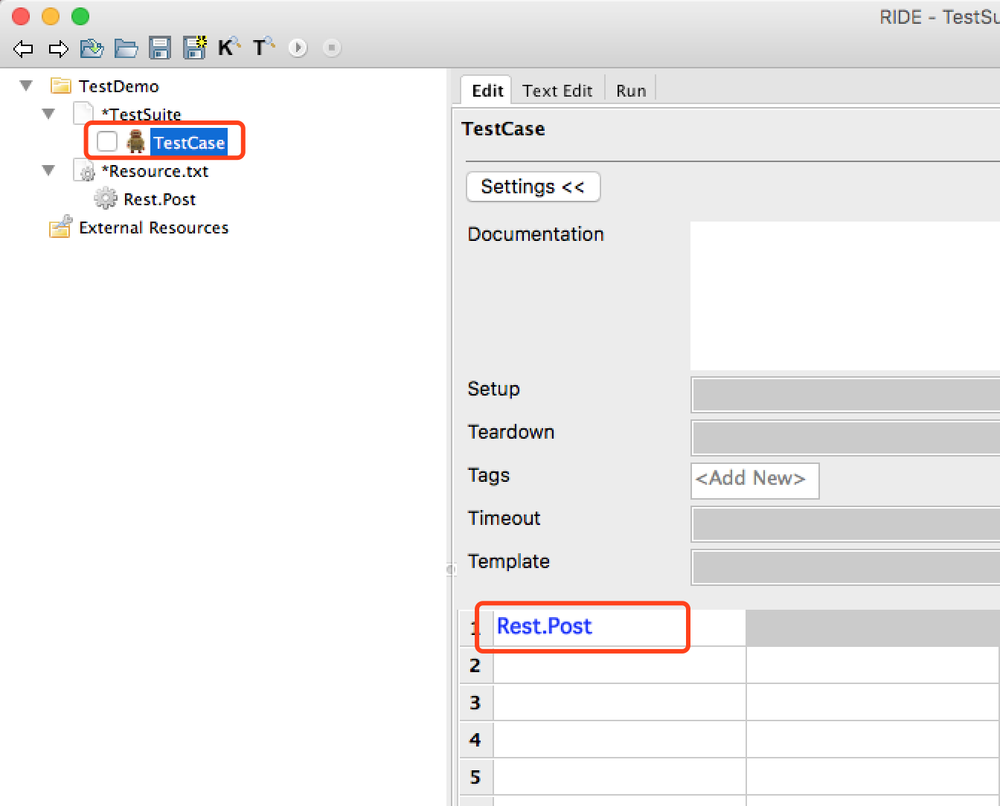 RIDE - TestSu
K T
TestDemo
*TestSuite
TestCase
*Resource.txt
Rest.Post
External Resources
Edit Text Edit Run
TestCase
Settings <<
Documentation
Setup
Teardown
Tags <Add New>
Timeout
Template
1 Rest.Post
2
3
4
5